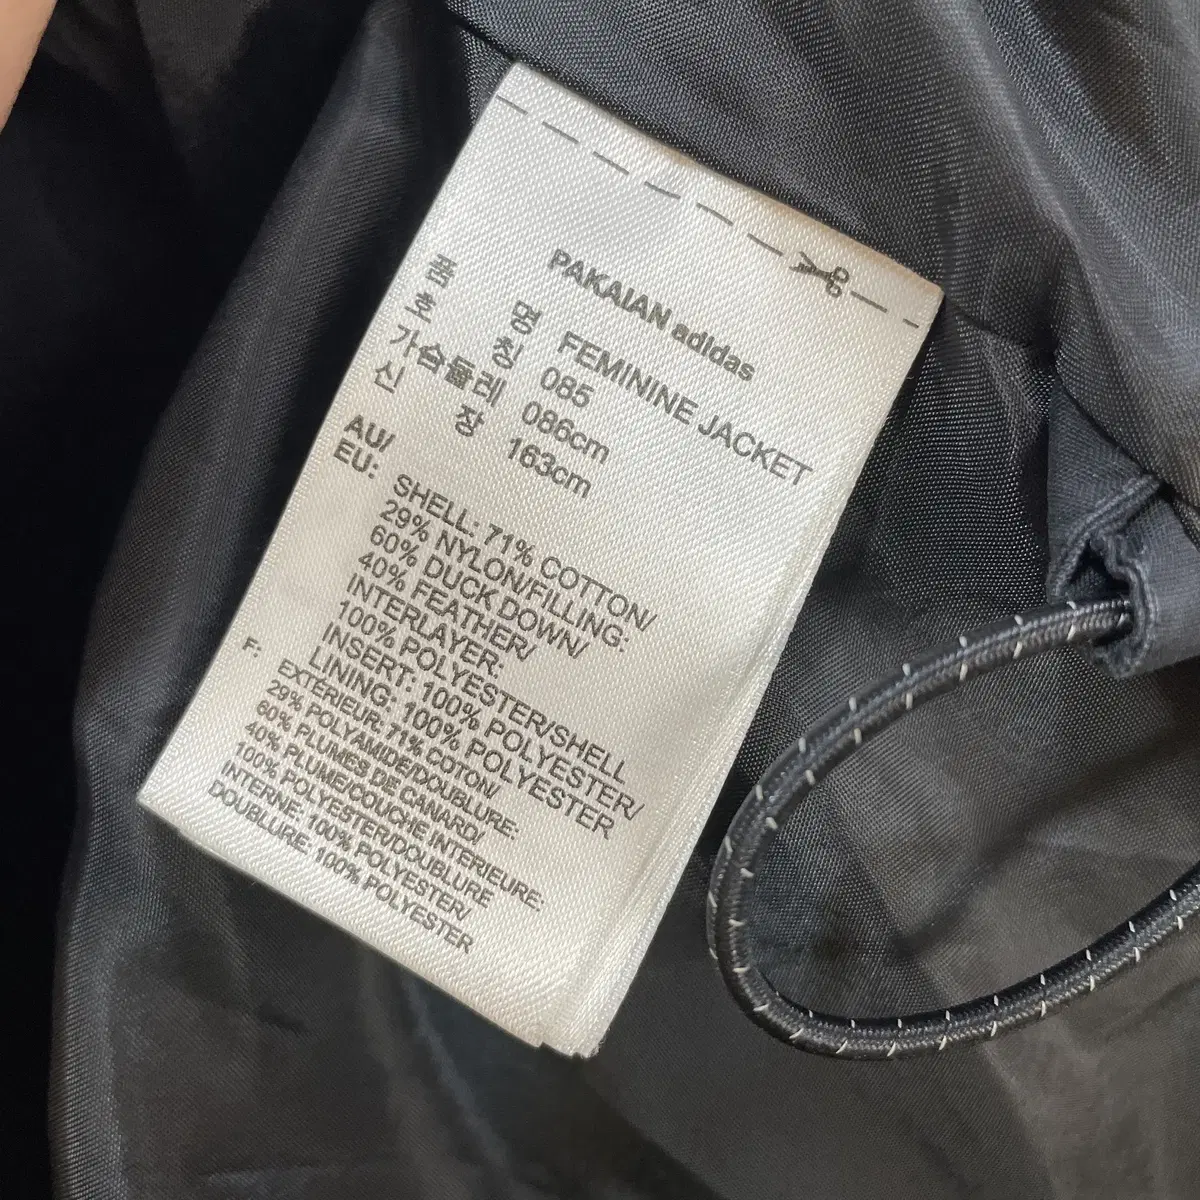 PAKAIAN adidas
품 명 FEMININE JACKET
호 칭 085
가슴둘레 086cm
신 장 163cm
AU/
EU: SHELL: 71% COTTON/
29% NYLON/FILLING:
60% DUCK DOWN/
40% FEATHER/
INTERLAYER:
100% POLYESTER/SHELL
INSERT: 100% POLYESTER/
LINING: 100% POLYESTER
F: EXTÉRIEUR: 71% COTON/
29% POLYAMIDE/DOUBLURE:
60% PLUMES DE CANARD/
40% PLUME/COUCHE INTERIEURE:
100% POLYESTER/DOUBLURE
INTERNE: 100% POLYESTER/
DOUBLURE: 100% POLYESTER